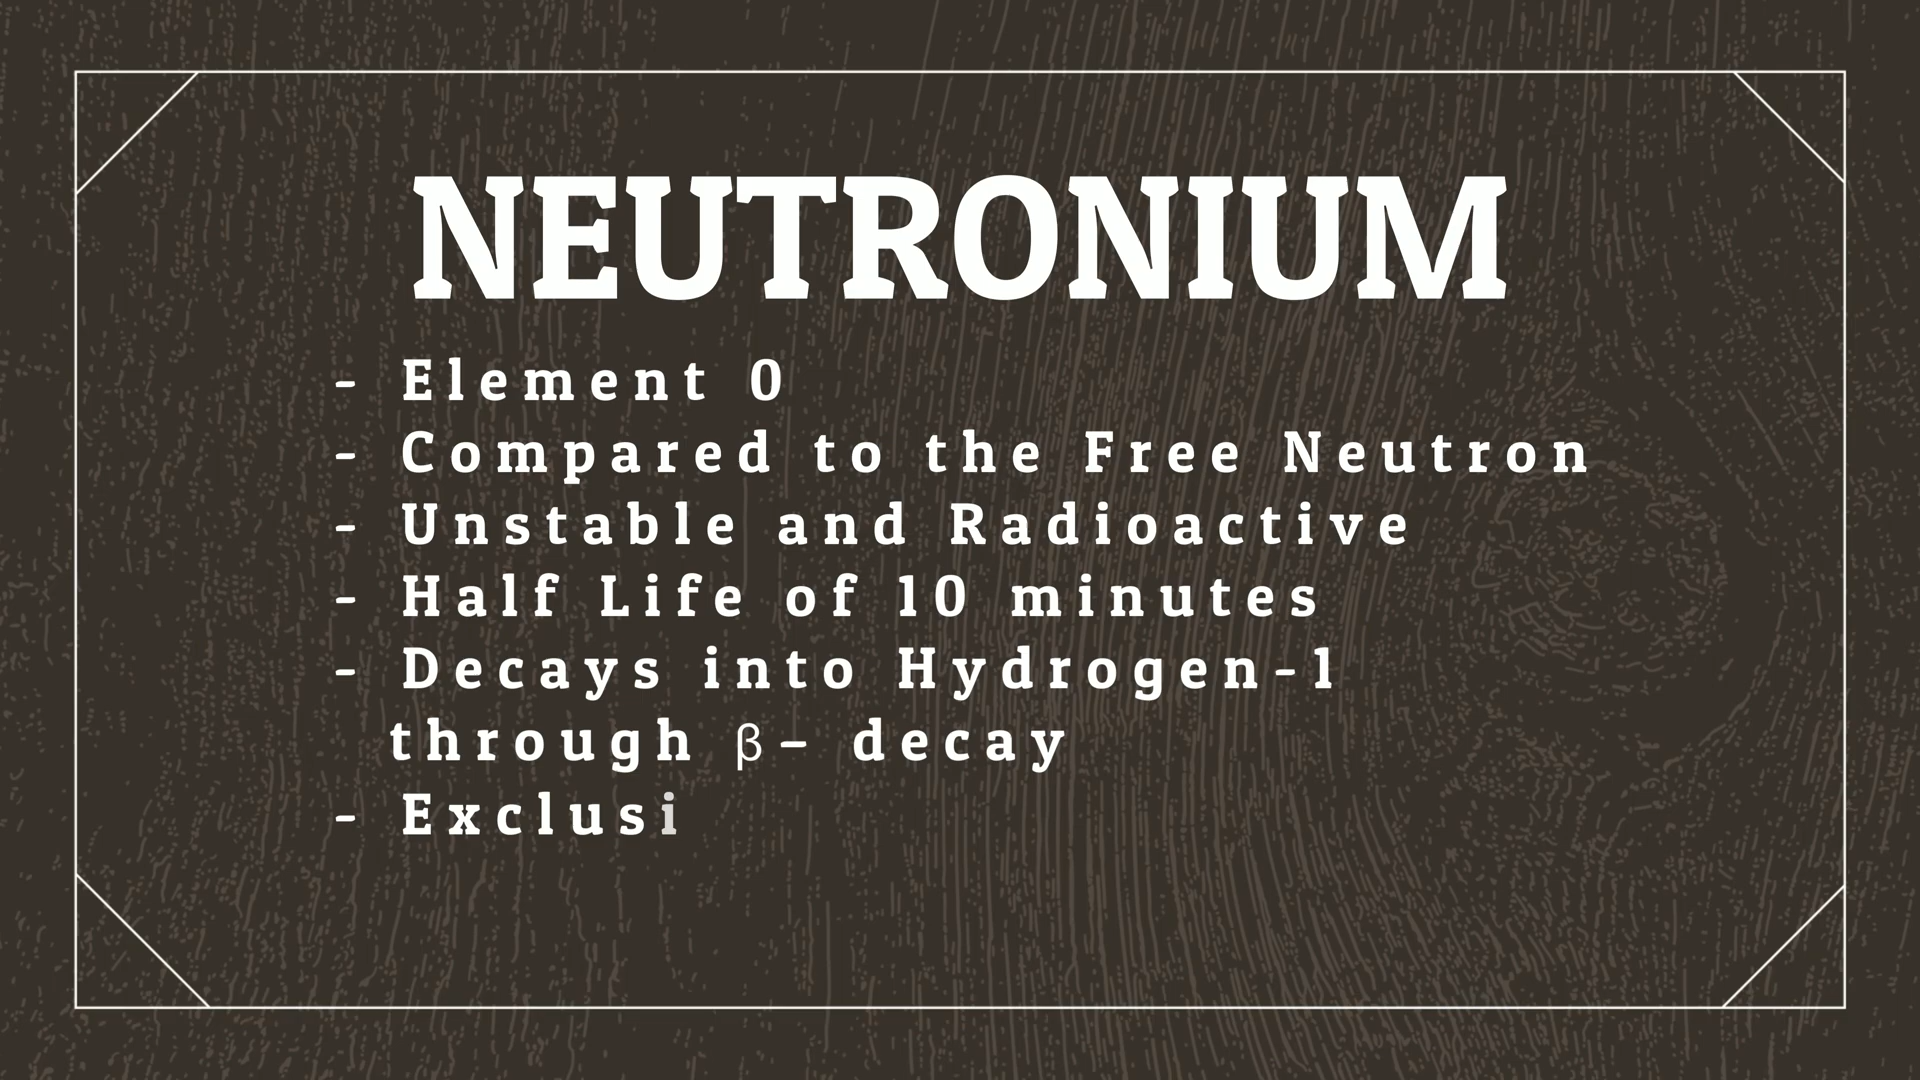 NEUTRONIUM
- Element 0
- Compared to the Free Neutron
- Unstable and Radioactive
- Half Life of 10 minutes
- Decays into Hydrogen-1
through β- decay
- Exclusi